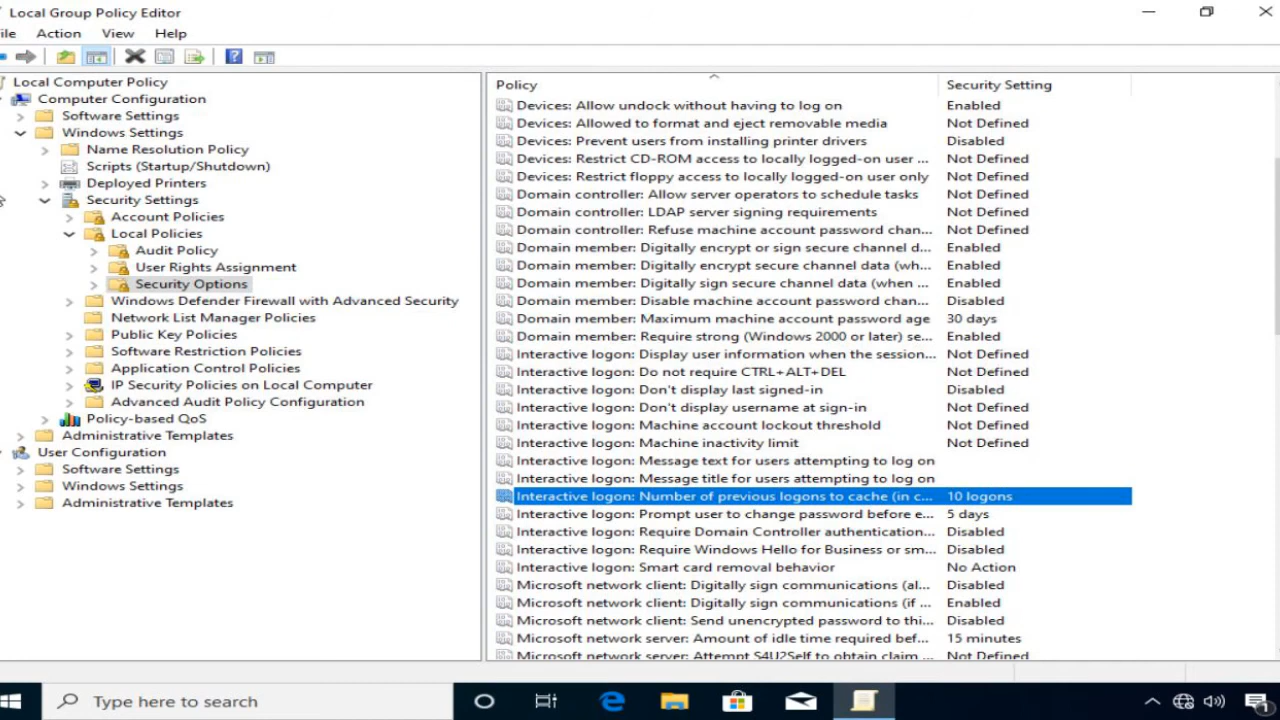 Local Group Policy Editor
ile Action View Help
Local Computer Policy
Computer Configuration
Software Settings
Windows Settings
Name Resolution Policy
Scripts (Startup/Shutdown)
Deployed Printers
Security Settings
Account Policies
Local Policies
Audit Policy
User Rights Assignment
Security Options
Windows Defender Firewall with Advanced Security
Network List Manager Policies
Public Key Policies
Software Restriction Policies
Application Control Policies
IP Security Policies on Local Computer
Advanced Audit Policy Configuration
Policy-based QoS
Administrative Templates
User Configuration
Software Settings
Windows Settings
Administrative Templates
Policy Security Setting
Devices: Allow undock without having to log on Enabled
Devices: Allowed to format and eject removable media Not Defined
Devices: Prevent users from installing printer drivers Disabled
Devices: Restrict CD-ROM access to locally logged-on user ... Not Defined
Devices: Restrict floppy access to locally logged-on user only Not Defined
Domain controller: Allow server operators to schedule tasks Not Defined
Domain controller: LDAP server signing requirements Not Defined
Domain controller: Refuse machine account password chan... Not Defined
Domain member: Digitally encrypt or sign secure channel d... Enabled
Domain member: Digitally encrypt secure channel data (wh... Enabled
Domain member: Digitally sign secure channel data (when ... Enabled
Domain member: Disable machine account password chan... Disabled
Domain member: Maximum machine account password age 30 days
Domain member: Require strong (Windows 2000 or later) se... Enabled
Interactive logon: Display user information when the session... Not Defined
Interactive logon: Do not require CTRL+ALT+DEL Not Defined
Interactive logon: Don't display last signed-in Disabled
Interactive logon: Don't display username at sign-in Not Defined
Interactive logon: Machine account lockout threshold Not Defined
Interactive logon: Machine inactivity limit Not Defined
Interactive logon: Message text for users attempting to log on
Interactive logon: Message title for users attempting to log on
Interactive logon: Number of previous logons to cache (in c... 10 logons
Interactive logon: Prompt user to change password before e... 5 days
Interactive logon: Require Domain Controller authentication... Disabled
Interactive logon: Require Windows Hello for Business or sm... Disabled
Interactive logon: Smart card removal behavior No Action
Microsoft network client: Digitally sign communications (al... Disabled
Microsoft network client: Digitally sign communications (if ... Enabled
Microsoft network client: Send unencrypted password to thi... Disabled
Microsoft network server: Amount of idle time required bef... 15 minutes
Microsoft network server: Attempt S4U2Self to obtain claim ... Not Defined
Type here to search
1